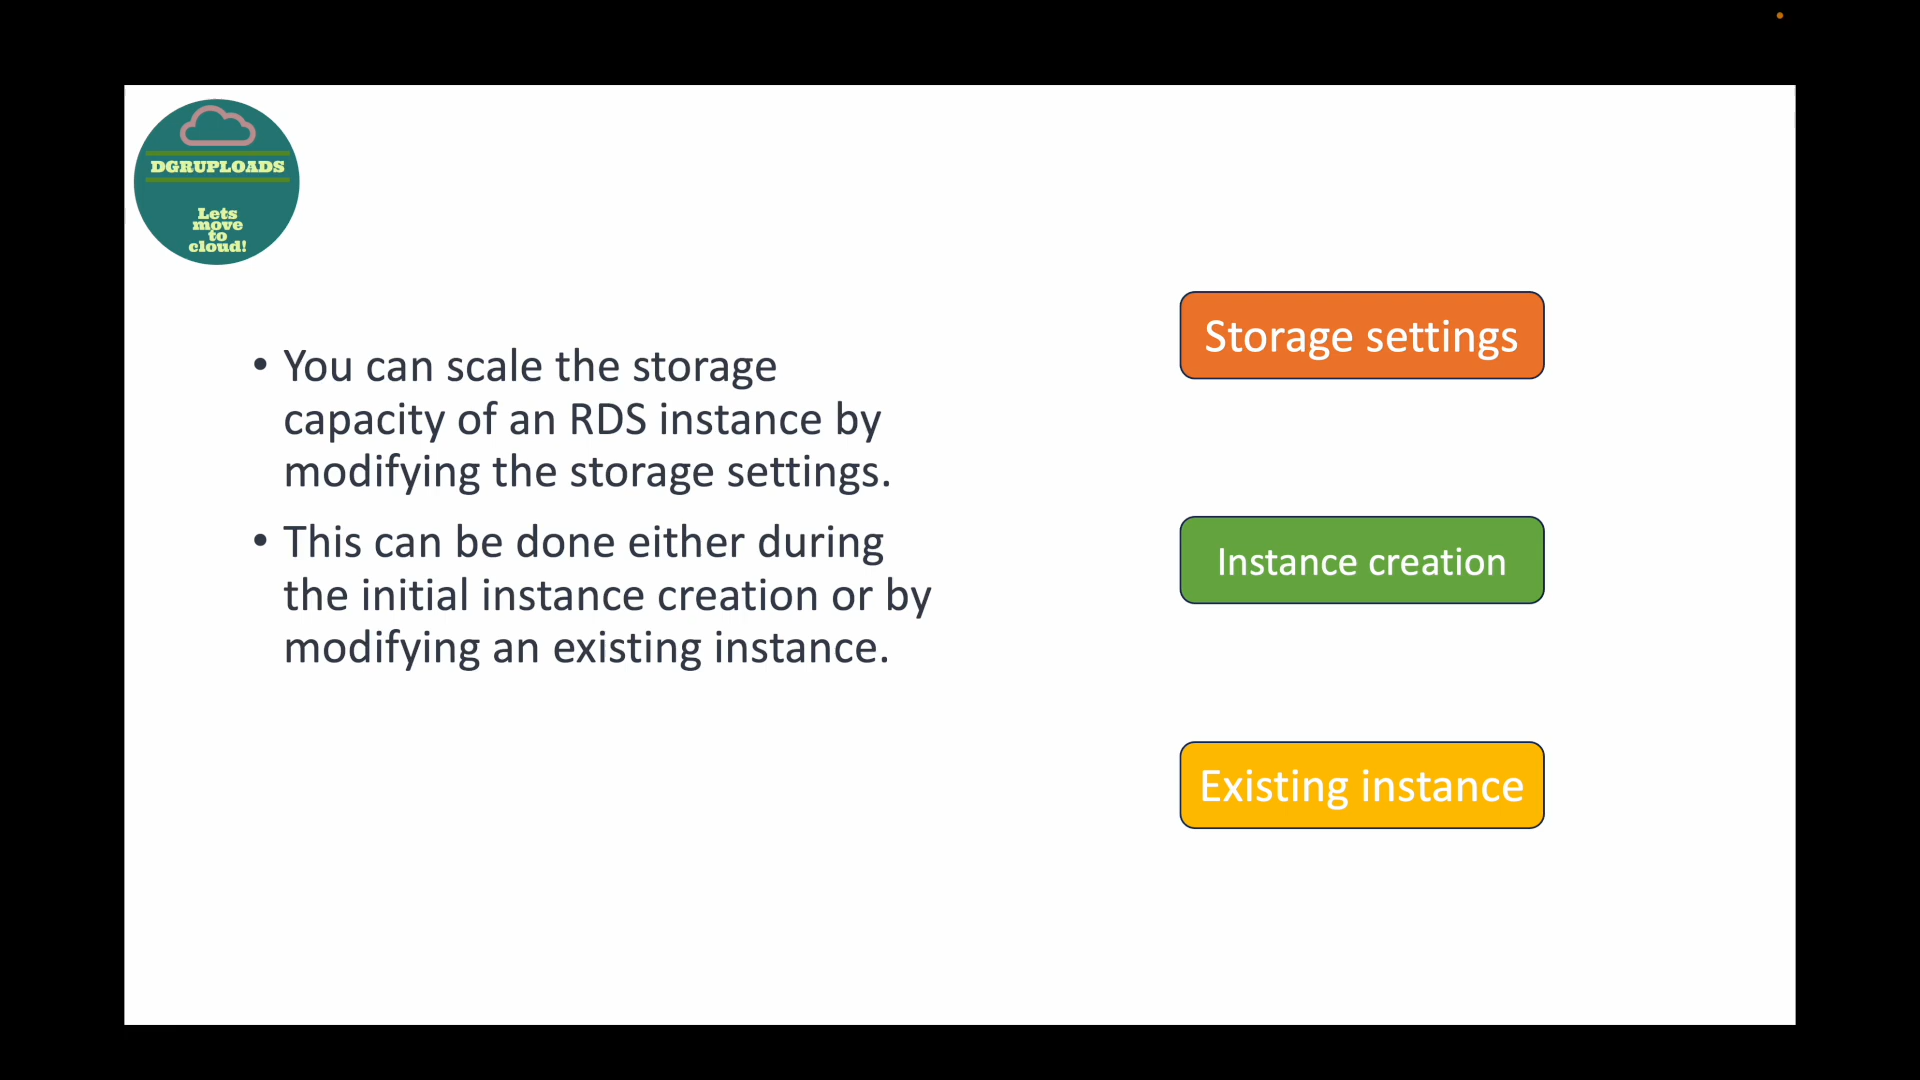 DGRUPLOADS
Lets
move
to
cloud!
• You can scale the storage
capacity of an RDS instance by
modifying the storage settings.
• This can be done either during
the initial instance creation or by
modifying an existing instance.
Storage settings
Instance creation
Existing instance